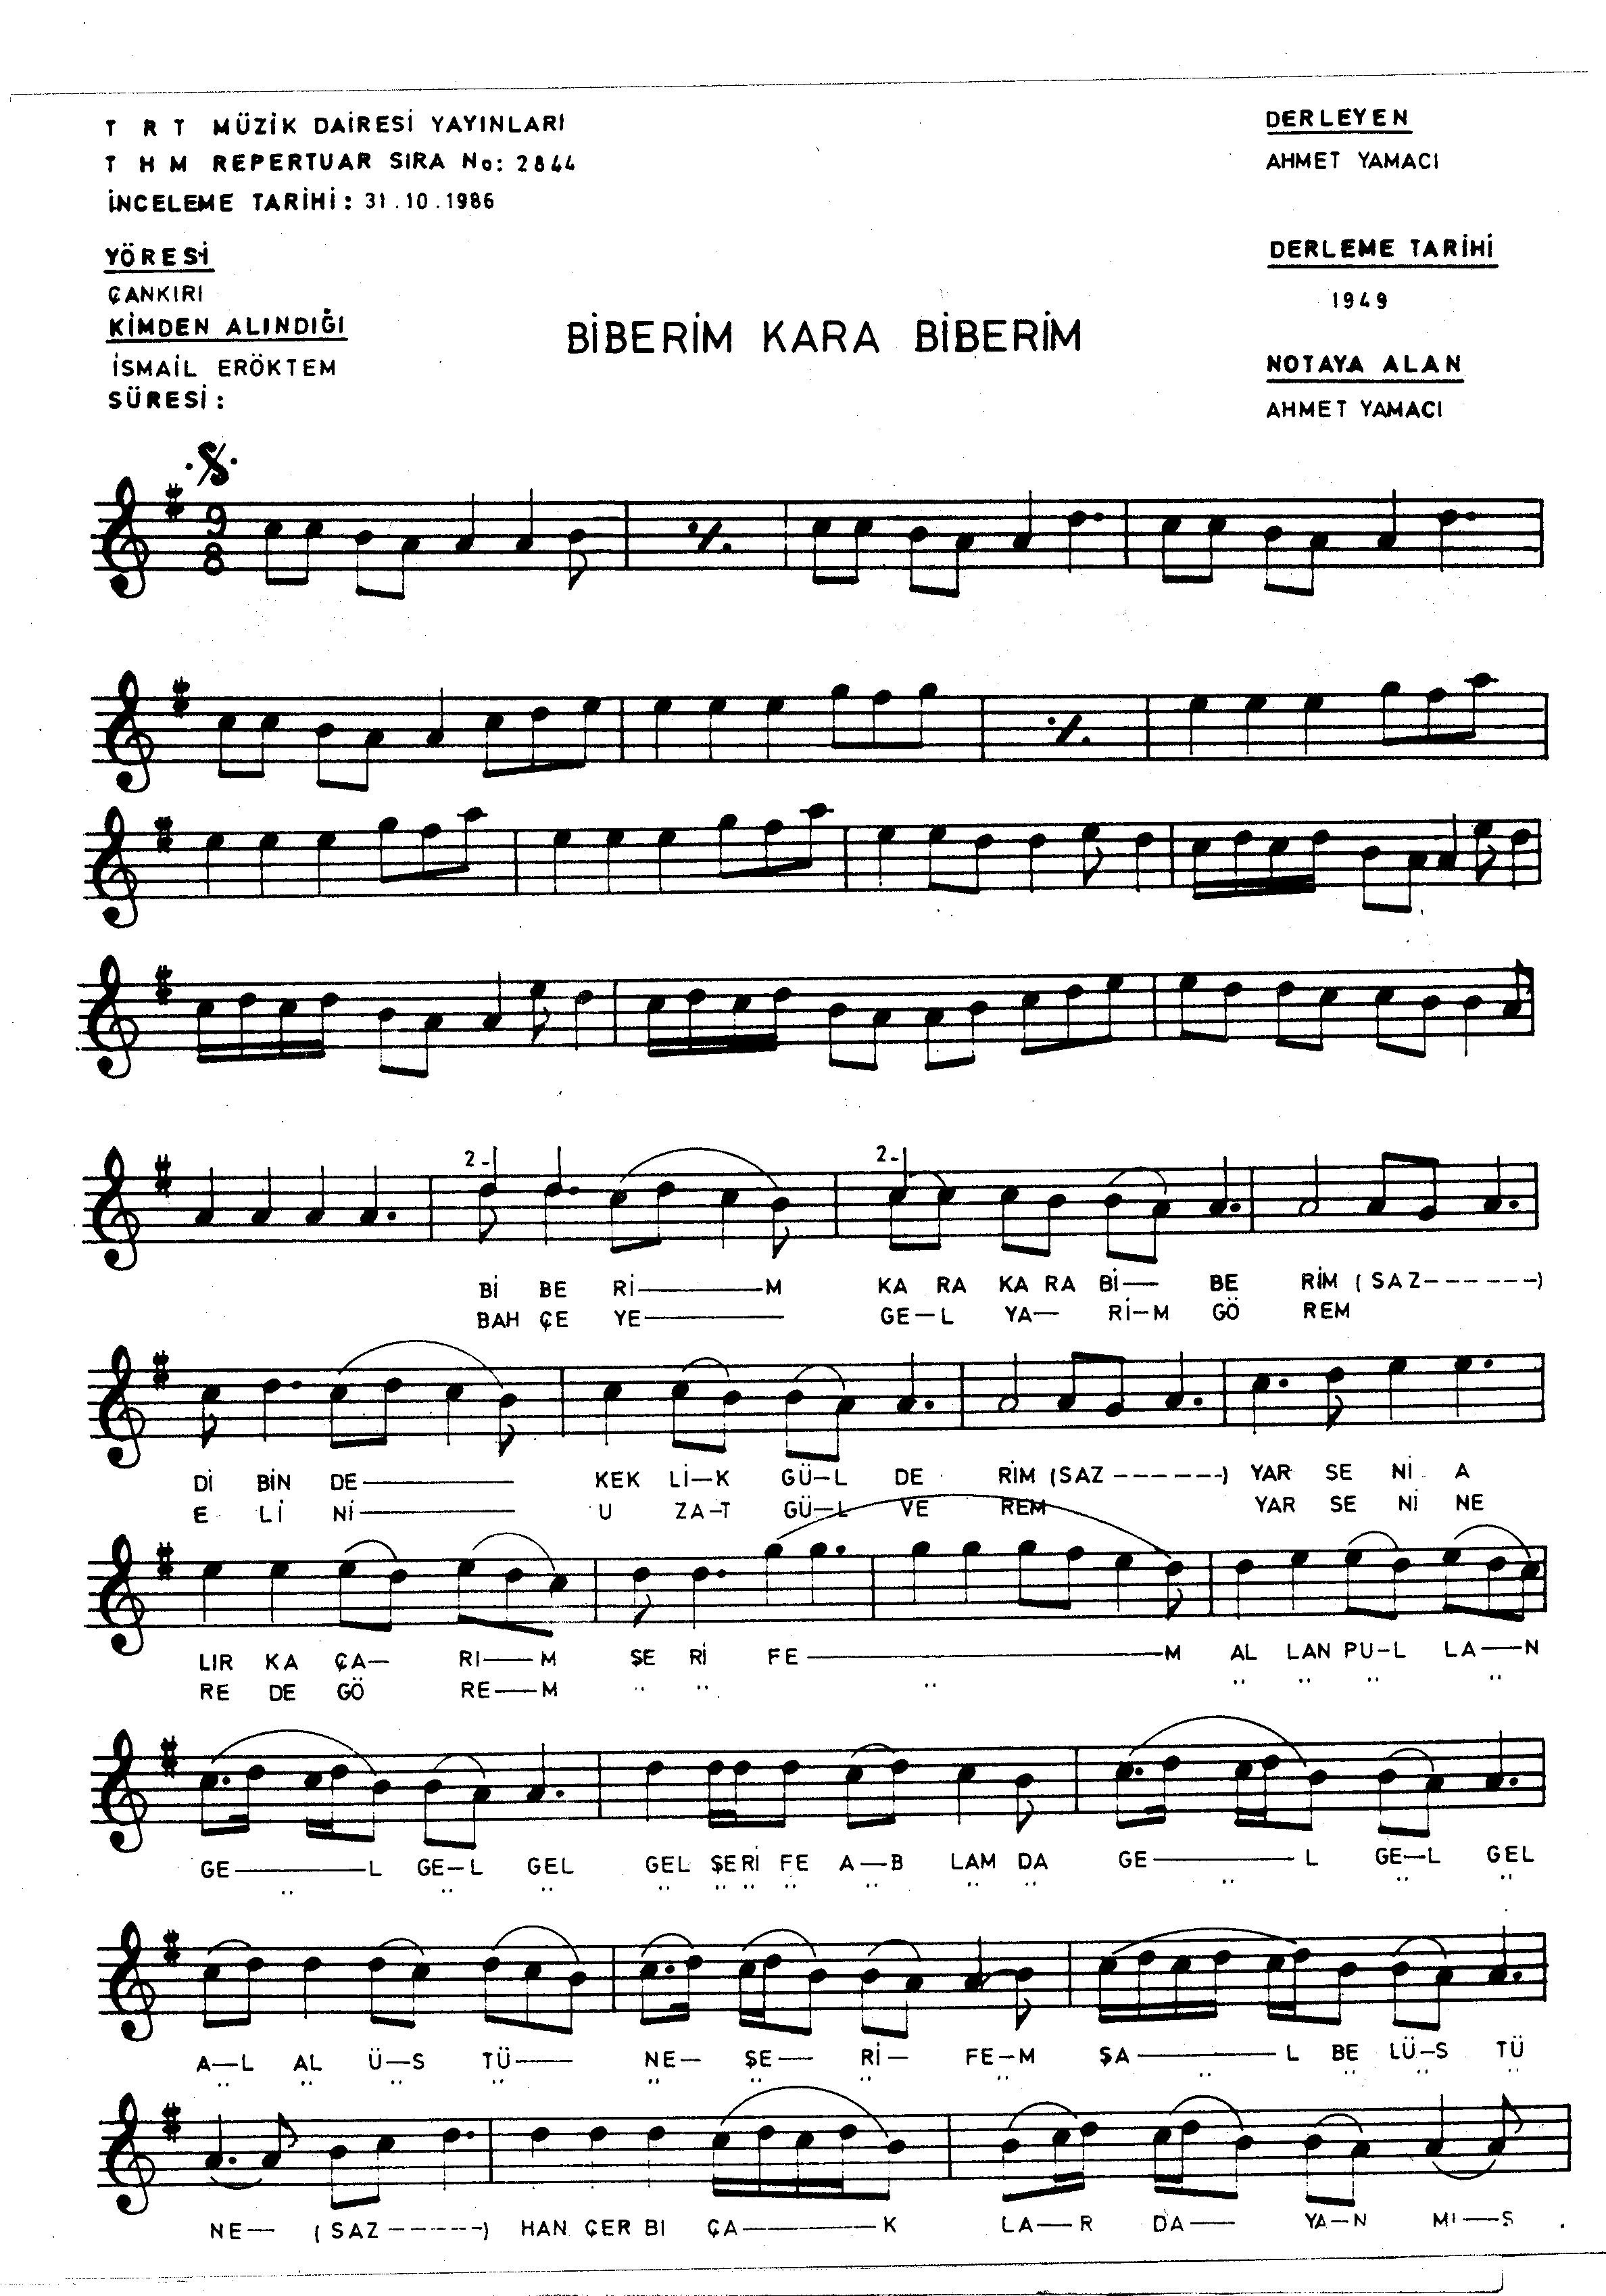 T R T MÜZİK DAİRESİ YAYINLARI
T H M REPERTUAR SIRA No: 2844
İNCELEME TARİHİ: 31.10.1986
YÖRESİ
ÇANKIRI
KİMDEN ALINDIĞI
İSMAİL ERÖKTEM
SÜRESİ:
BİBERİM KARA BİBERİM
DERLEYEN
AHMET YAMACI
DERLEME TARİHİ
1949
NOTAYA ALAN
AHMET YAMACI
9
8
2- 2-
Bİ BE Rİ——M KA RA KA RA Bİ— BE RİM (SAZ------)
BAH ÇE YE—— GE—L YA— Rİ—M GÖ REM
Dİ BİN DE—— KEK Lİ—K GÜ—L DE RİM (SAZ------) YAR SE Nİ A
E Lİ Nİ—— U ZA—T GÜ—L VE REM YAR SE Nİ NE
LIR KA ÇA— RI—M ŞE Rİ FE——M AL LAN PU—L LA—N
RE DE GÖ RE—M " " " " " " "
GE——L GE—L GEL GEL ŞERİ FE A—B LAM DA GE——L GE—L GEL
" " " " " " " " " " " " "
A—L AL Ü—S TÜ— NE— ŞE— Rİ— FE—M ŞA——L BE LÜ—S TÜ
" " " " " " " " " " " "
NE— (SAZ-----) HAN ÇER BI ÇA——K LA—R DA— YA—N MI—S